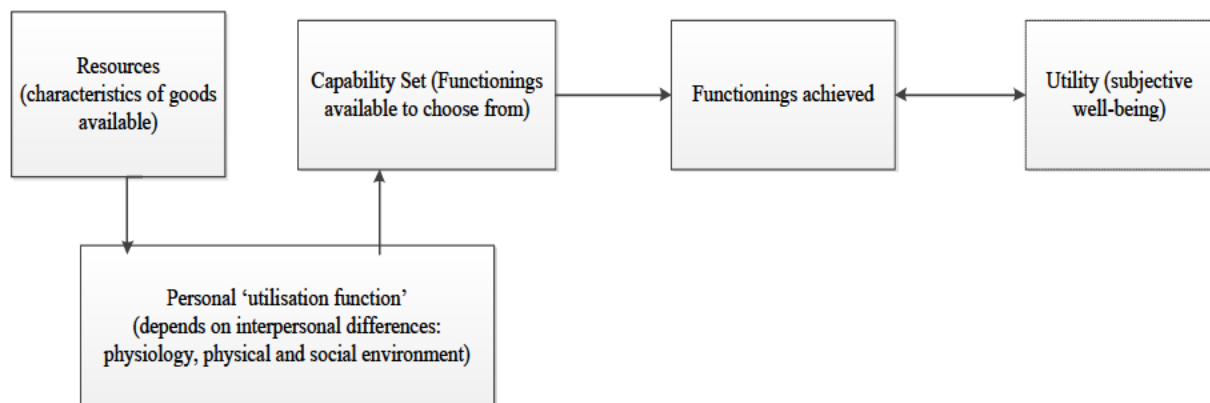 Resources
(characteristics of goods
available)
Capability Set (Functionings
available to choose from)
Functionings achieved
Utility (subjective
well-being)
Personal ‘utilisation function’
(depends on interpersonal differences:
physiology, physical and social environment)